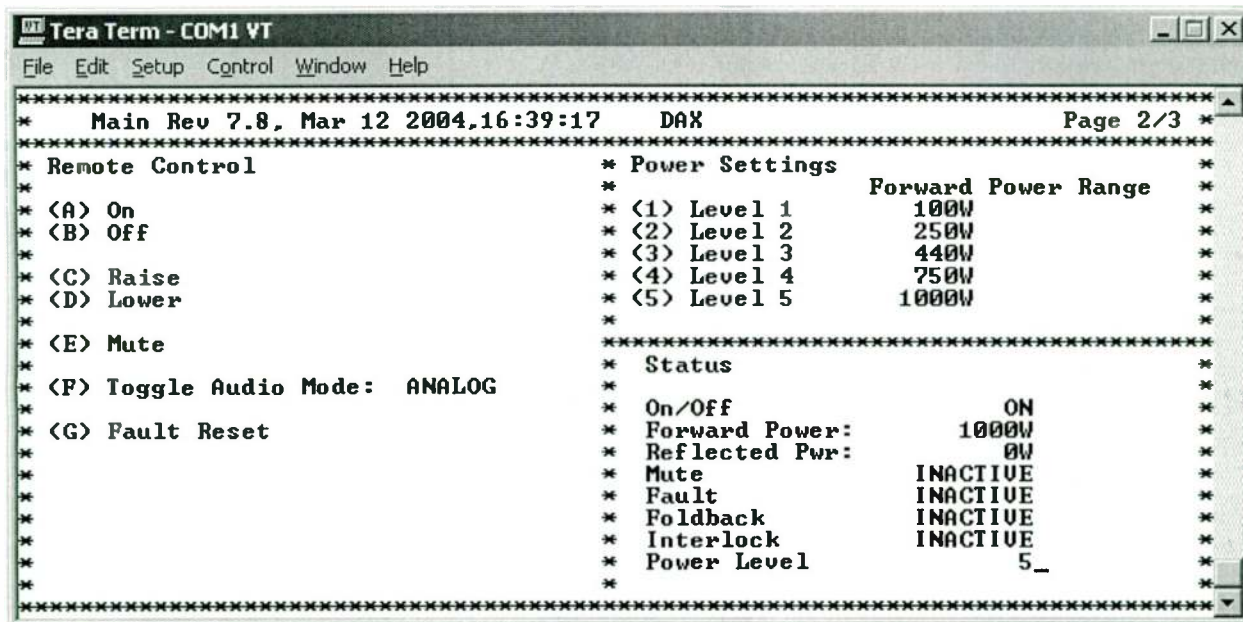 Tera Term - COM1 VT
File Edit Setup Control Window Help
*******************************************************************************
* Main Rev 7.8, Mar 12 2004,16:39:17 DAX Page 2/3 *
*******************************************************************************
* Remote Control * Power Settings *
* * Forward Power Range *
* (A) On * (1) Level 1 100W *
* (B) Off * (2) Level 2 250W *
* * (3) Level 3 440W *
* (C) Raise * (4) Level 4 750W *
* (D) Lower * (5) Level 5 1000W *
* * *
* (E) Mute ****************************************
* * Status *
* (F) Toggle Audio Mode: ANALOG * *
* * On/Off ON *
* (G) Fault Reset * Forward Power: 1000W *
* * Reflected Pwr: 0W *
* * Mute INACTIVE *
* * Fault INACTIVE *
* * Foldback INACTIVE *
* * Interlock INACTIVE *
* * Power Level 5_ *
* * *
*******************************************************************************